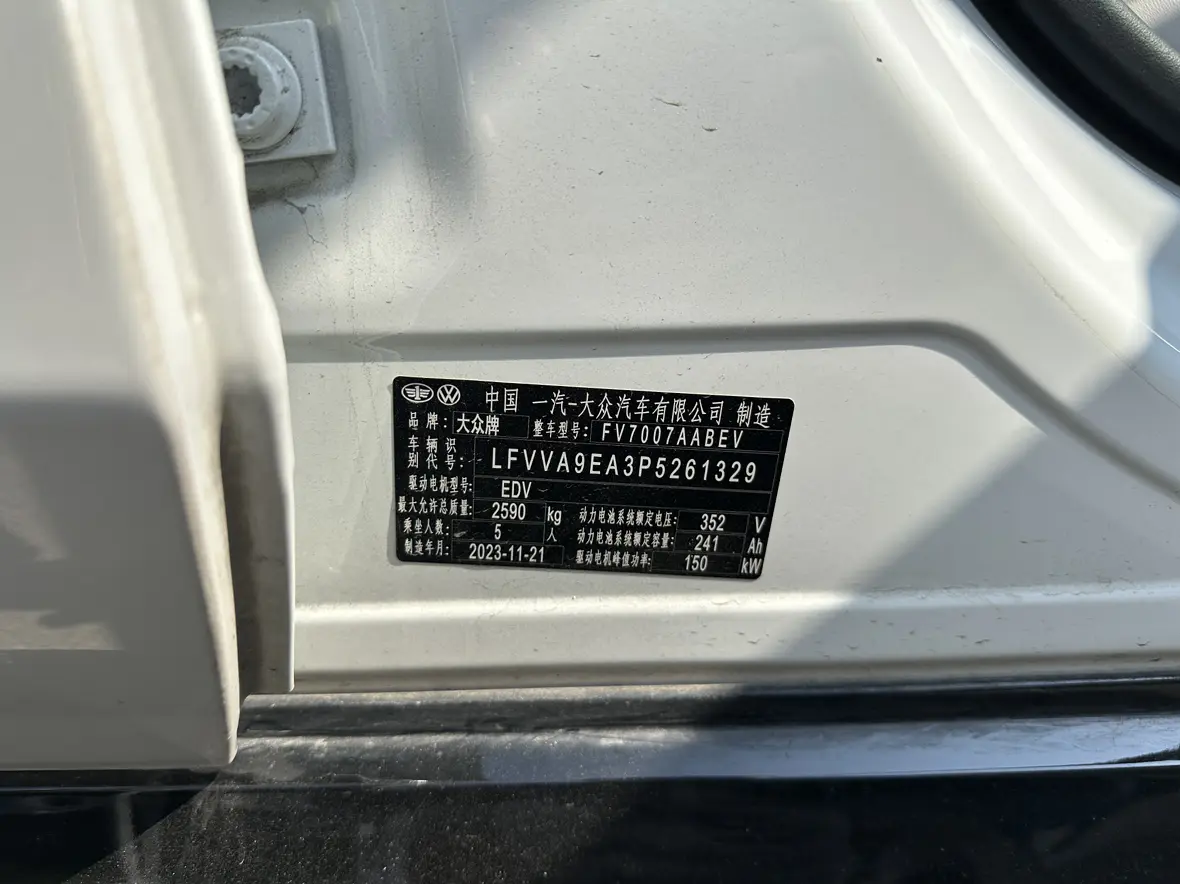 中国 一汽-大众汽车有限公司 制造
品牌: 大众牌 整车型号: FV7007AABEV
车辆识别代号: LFVVA9EA3P5261329
驱动电机型号: EDV
最大允许总质量: 2590 kg 动力电池系统额定电压: 352 V
乘坐人数: 5 人 动力电池系统额定容量: 241 Ah
制造年月: 2023-11-21 驱动电机峰值功率: 150 kW